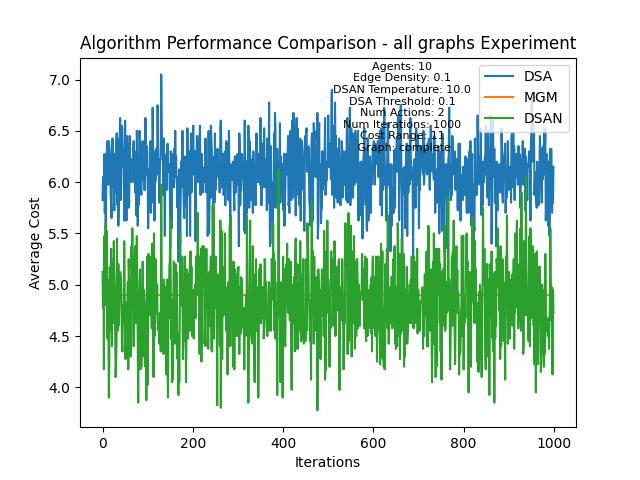 Algorithm Performance Comparison - all graphs Experiment
Agents: 10
Edge Density: 0.1
DSAN Temperature: 10.0
DSA Threshold: 0.1
Num Actions: 2
Num Iterations: 1000
Cost Range: 11
Graph: complete
DSA
MGM
DSAN
7.0
6.5
6.0
5.5
5.0
4.5
4.0
Average Cost
0
200
400
600
800
1000
Iterations